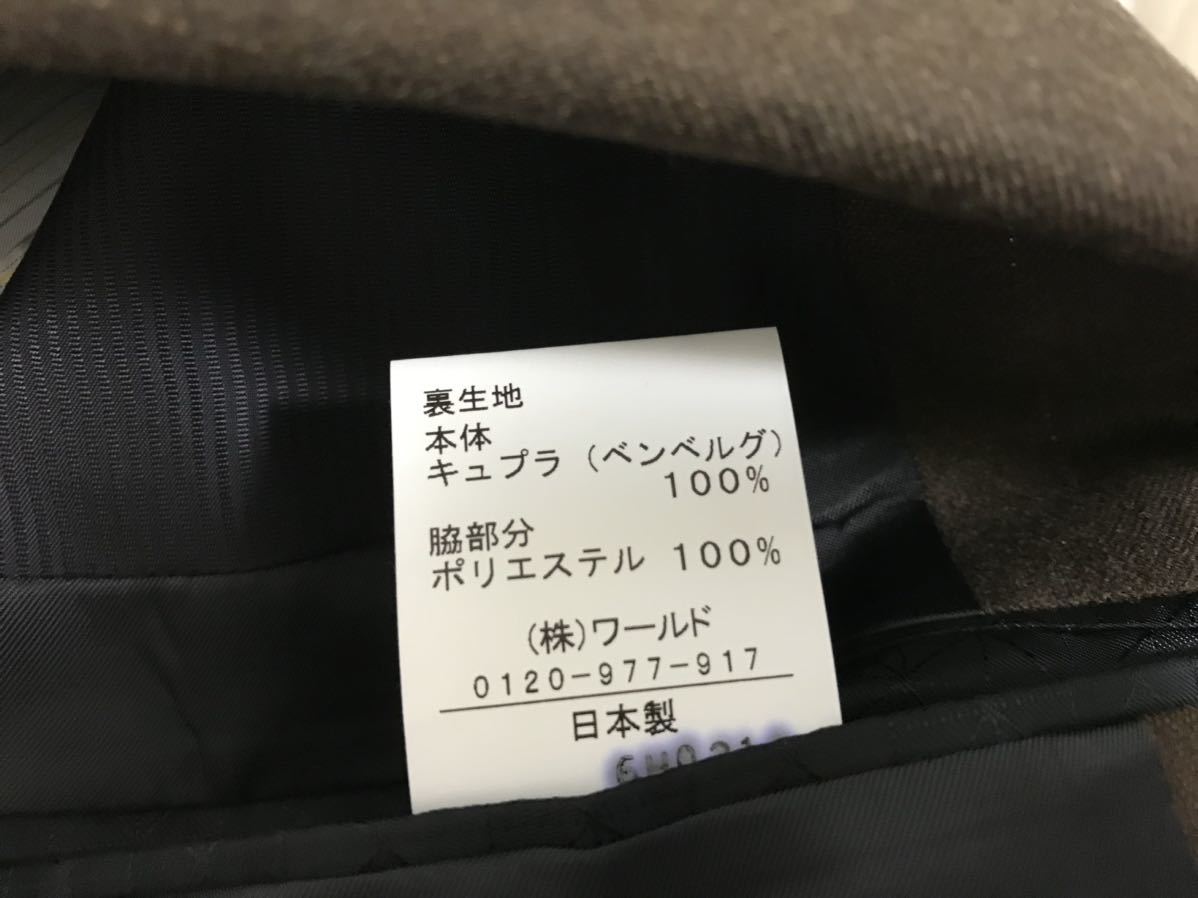 裏生地
本体
キュプラ（ベンベルグ）
100%
脇部分
ポリエステル 100%
(株)ワールド
0120-977-917
日本製